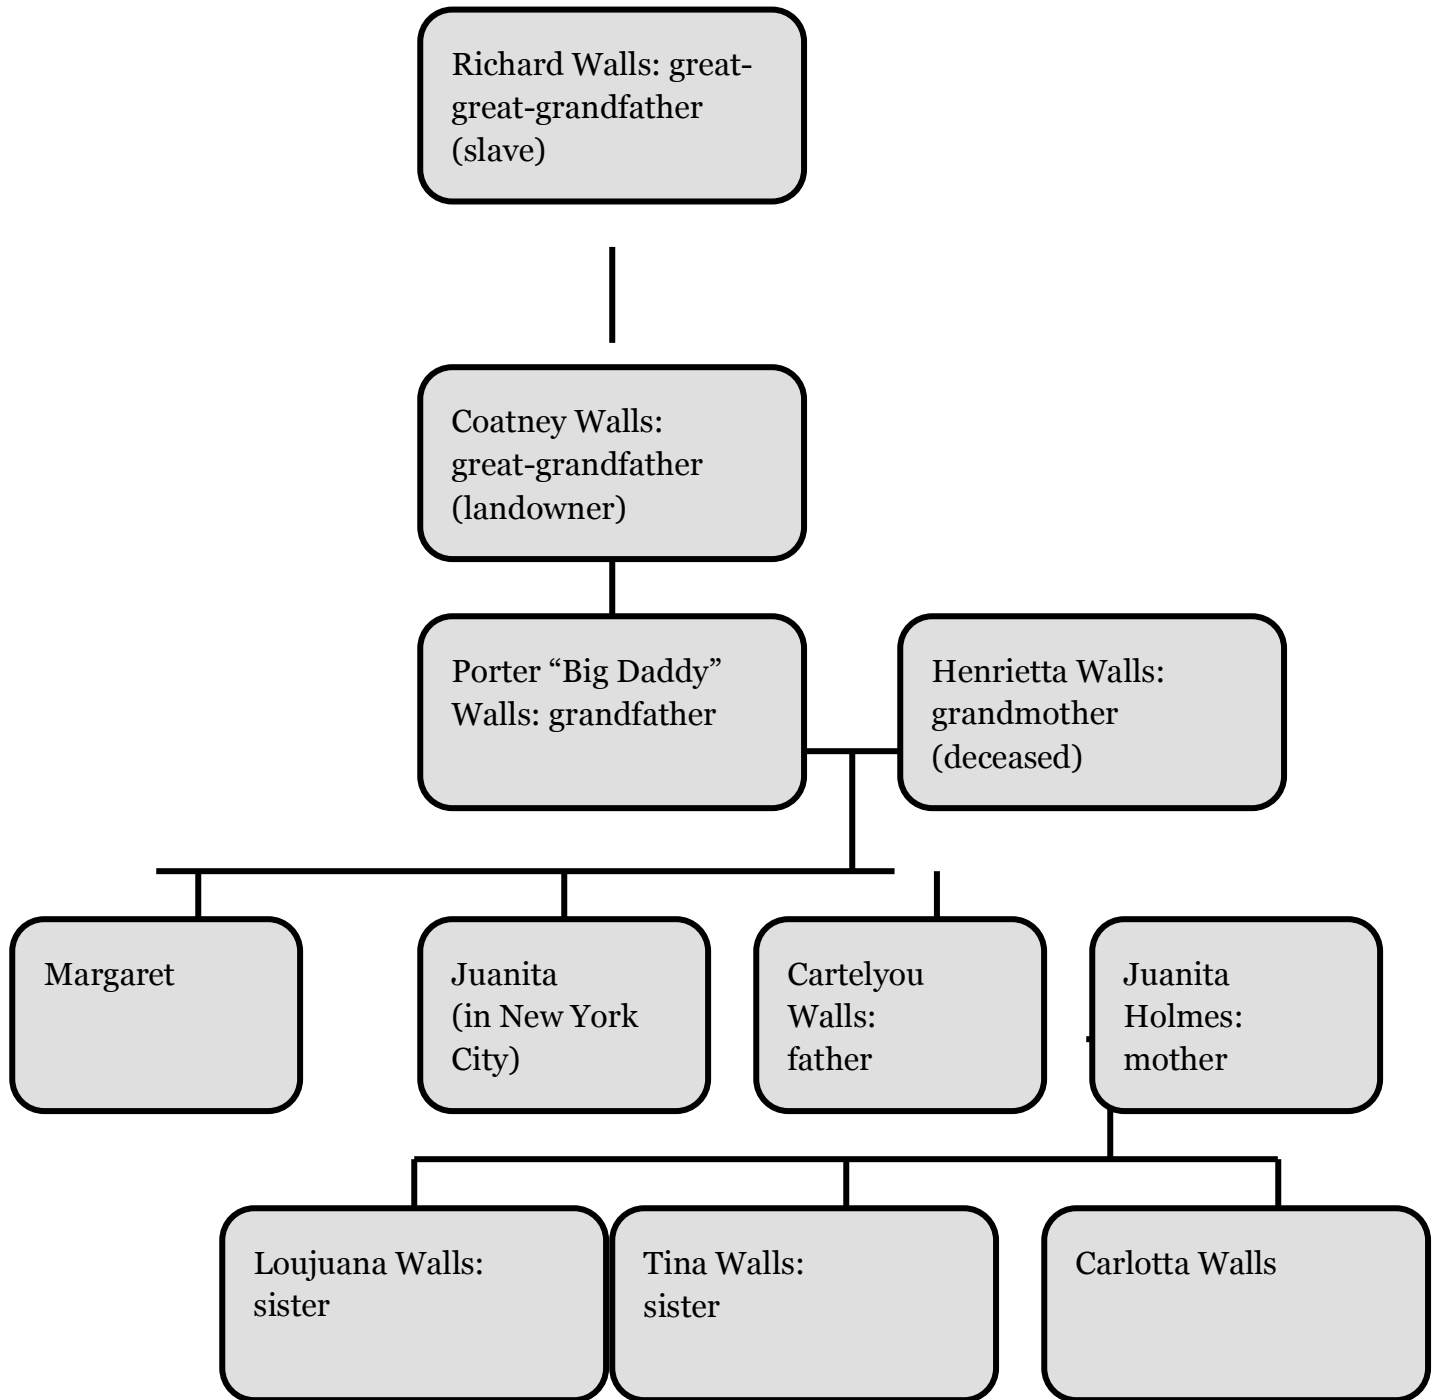 Richard Walls: great-
great-grandfather
(slave)
Coatney Walls:
great-grandfather
(landowner)
Porter “Big Daddy”
Walls: grandfather
Henrietta Walls:
grandmother
(deceased)
Margaret
Juanita
(in New York
City)
Cartelyou
Walls:
father
Juanita
Holmes:
mother
Loujuana Walls:
sister
Tina Walls:
sister
Carlotta Walls